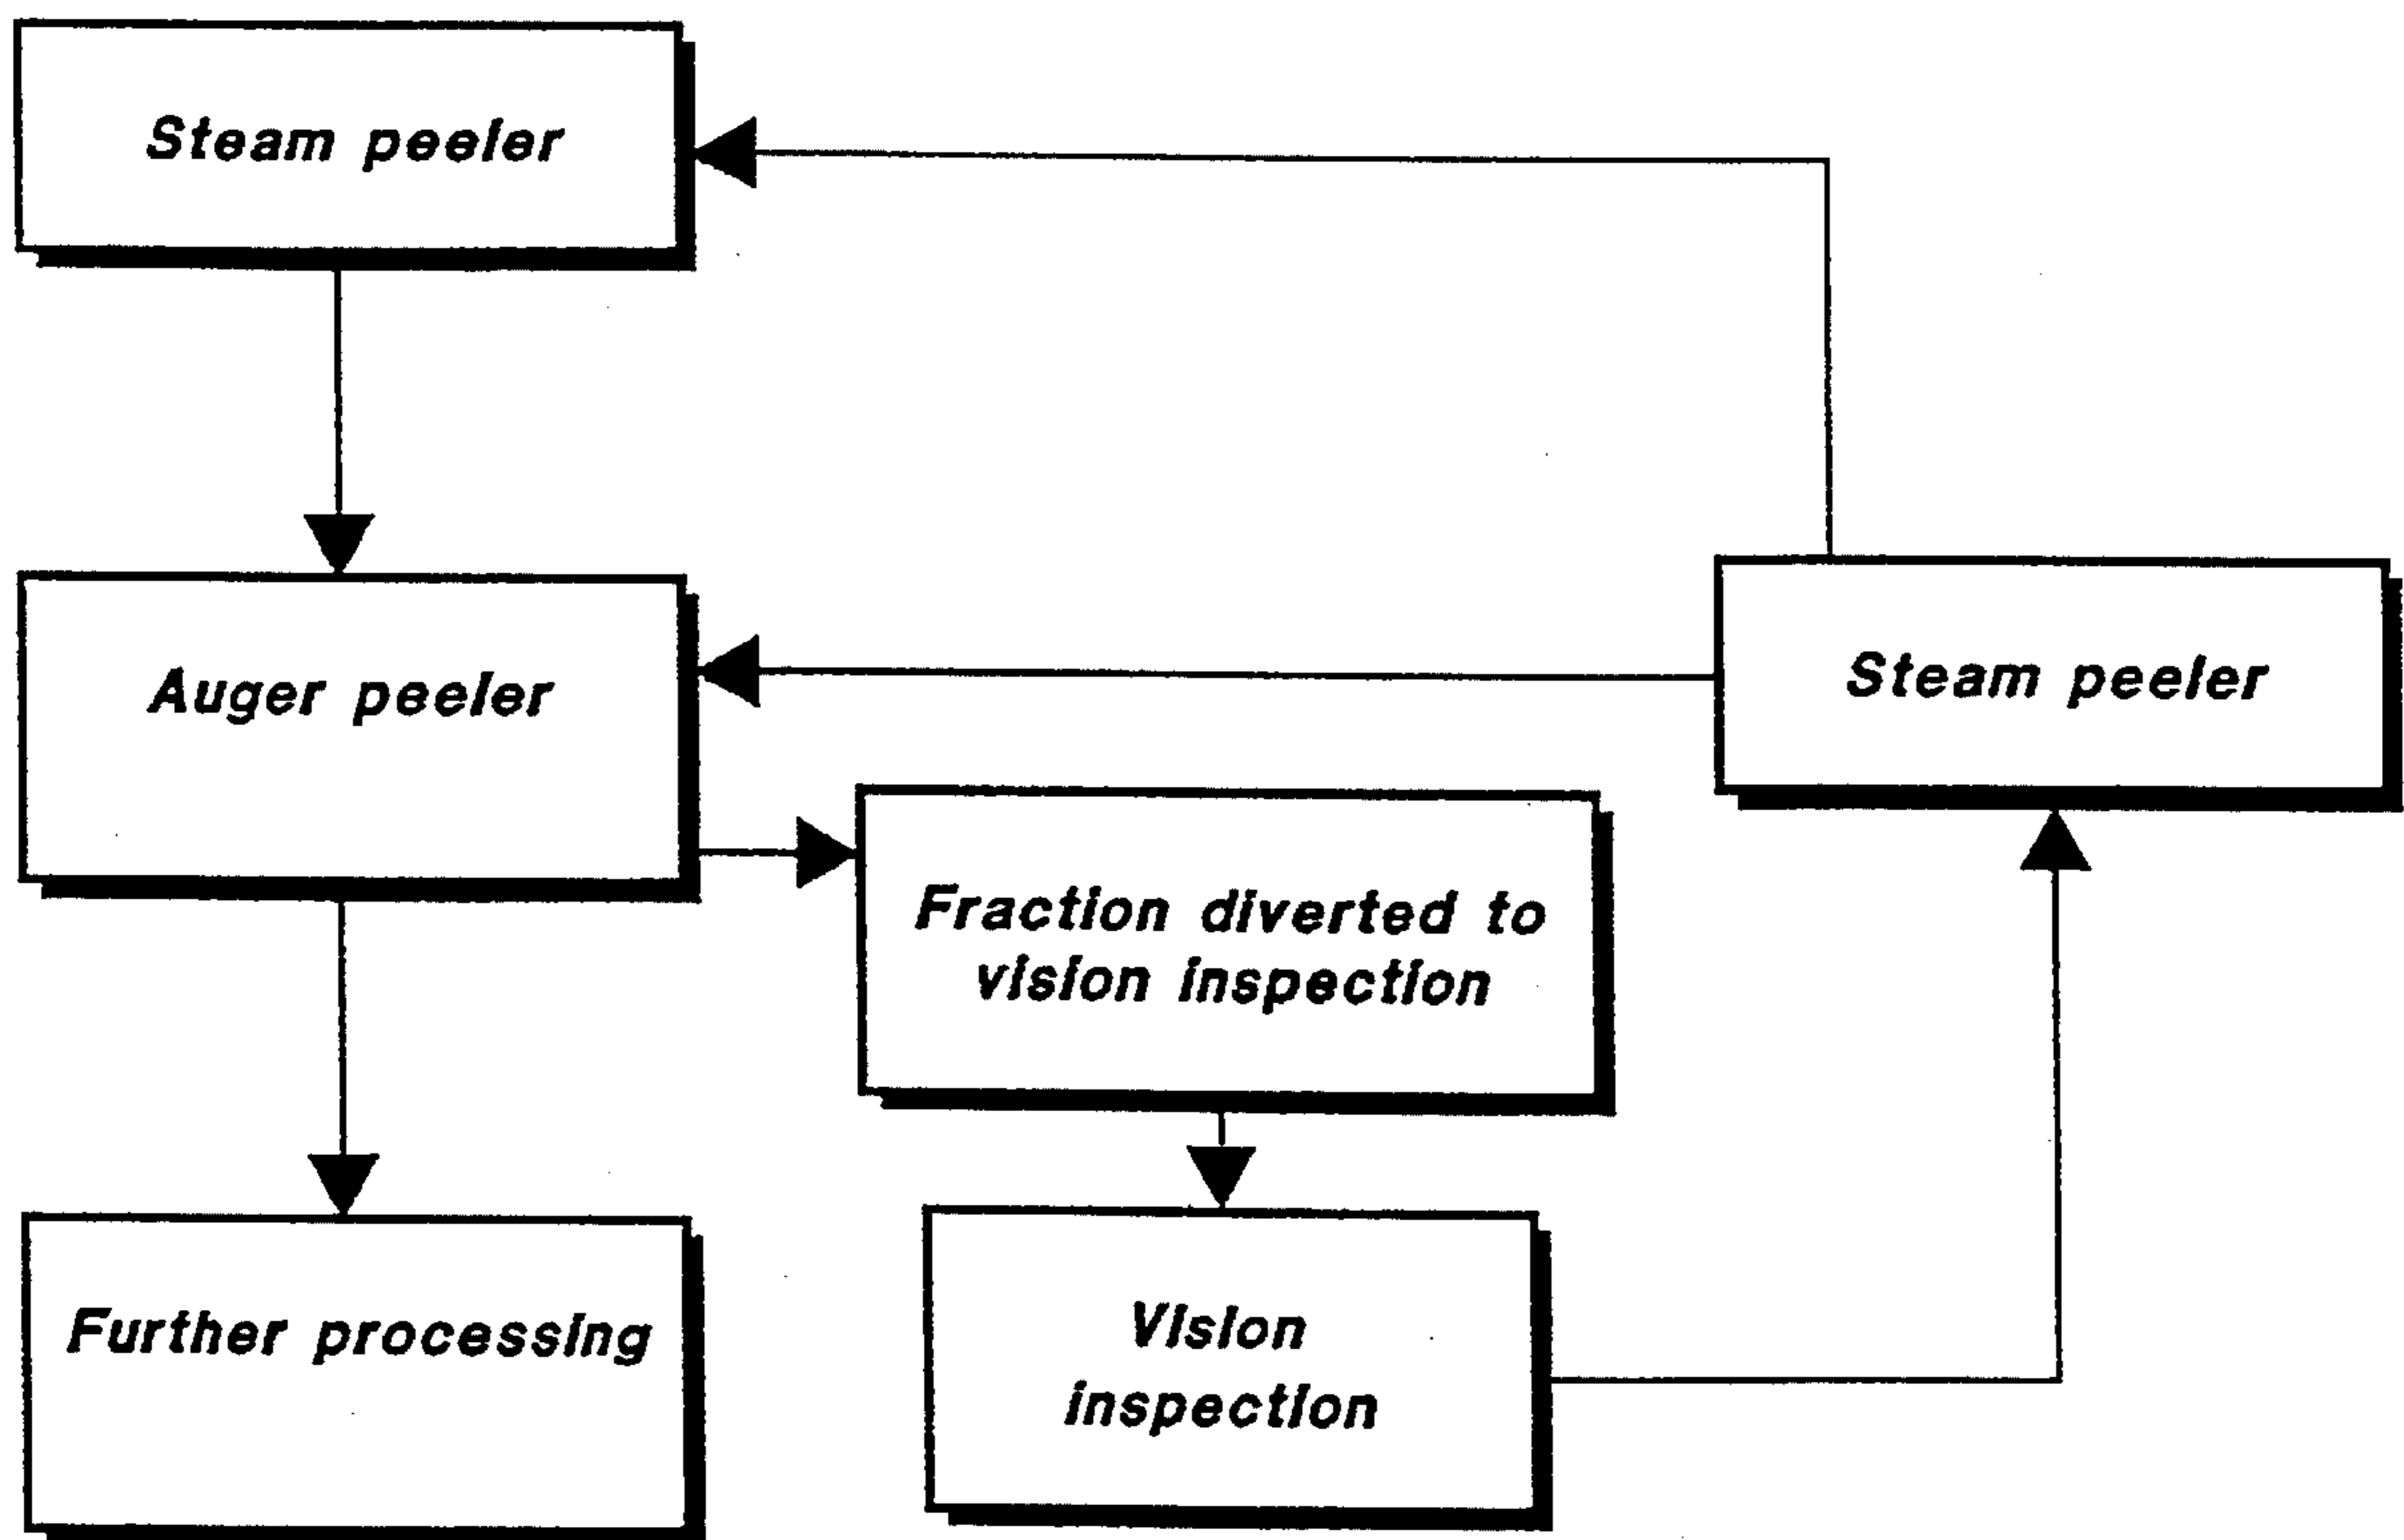 Steam peeler
Auger peeler
Steam peeler
Fraction diverted to
vision inspection
Further processing
Vision
inspection